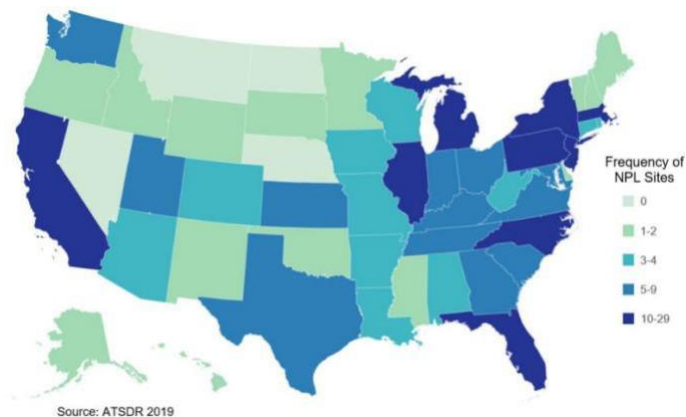 Frequency of
NPL Sites
0
1-2
3-4
5-9
10-29
Source: ATSDR 2019